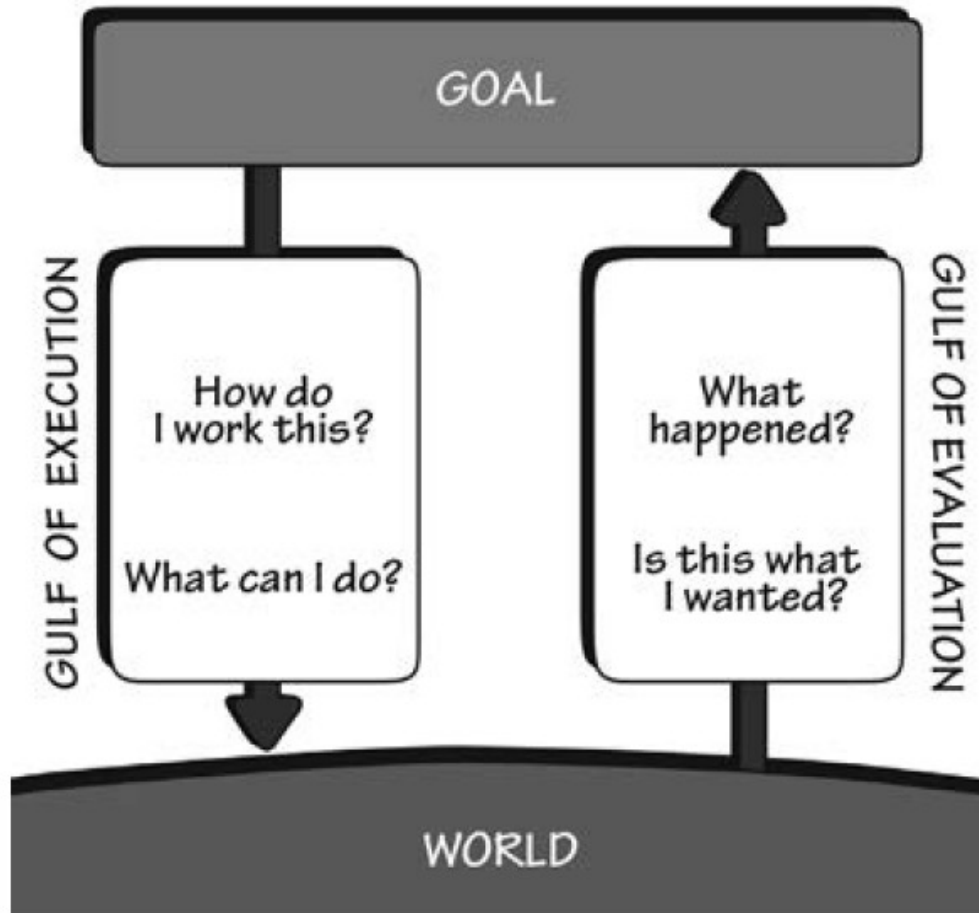 GOAL
GULF OF EXECUTION
How do
I work this?
What can I do?
What
happened?
Is this what
I wanted?
GULF OF EVALUATION
WORLD